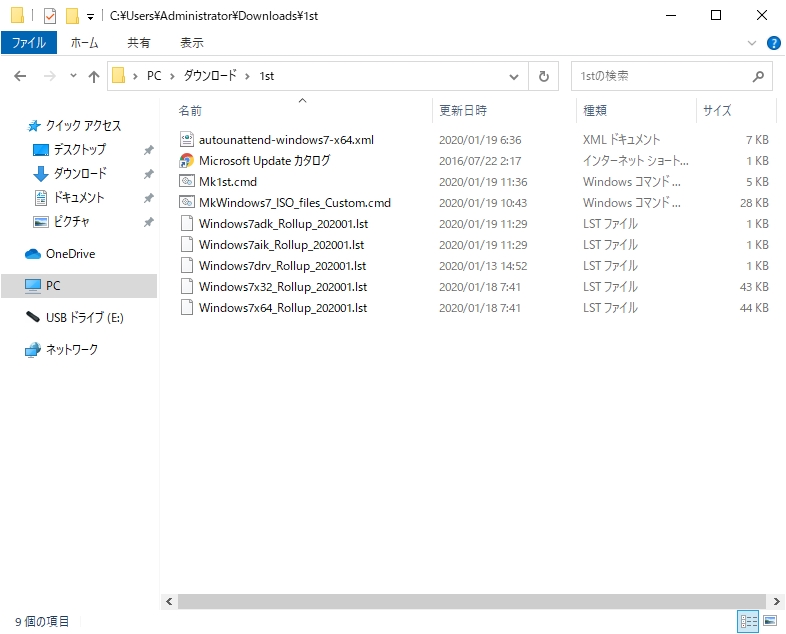 C:¥Users¥Administrator¥Downloads¥1st
ファイル ホーム 共有 表示
PC › ダウンロード › 1st 1stの検索
名前 更新日時 種類 サイズ
クイック アクセス
デスクトップ
ダウンロード
ドキュメント
ピクチャ
OneDrive
PC
USB ドライブ (E:)
ネットワーク
autounattend-windows7-x64.xml 2020/01/19 6:36 XML ドキュメント 7 KB
Microsoft Update カタログ 2016/07/22 2:17 インターネット ショート... 1 KB
Mk1st.cmd 2020/01/19 11:36 Windows コマンド ... 5 KB
MkWindows7_ISO_files_Custom.cmd 2020/01/19 10:43 Windows コマンド ... 28 KB
Windows7adk_Rollup_202001.lst 2020/01/19 11:29 LST ファイル 1 KB
Windows7aik_Rollup_202001.lst 2020/01/19 11:29 LST ファイル 1 KB
Windows7drv_Rollup_202001.lst 2020/01/13 14:52 LST ファイル 1 KB
Windows7x32_Rollup_202001.lst 2020/01/18 7:41 LST ファイル 43 KB
Windows7x64_Rollup_202001.lst 2020/01/18 7:41 LST ファイル 44 KB
9 個の項目